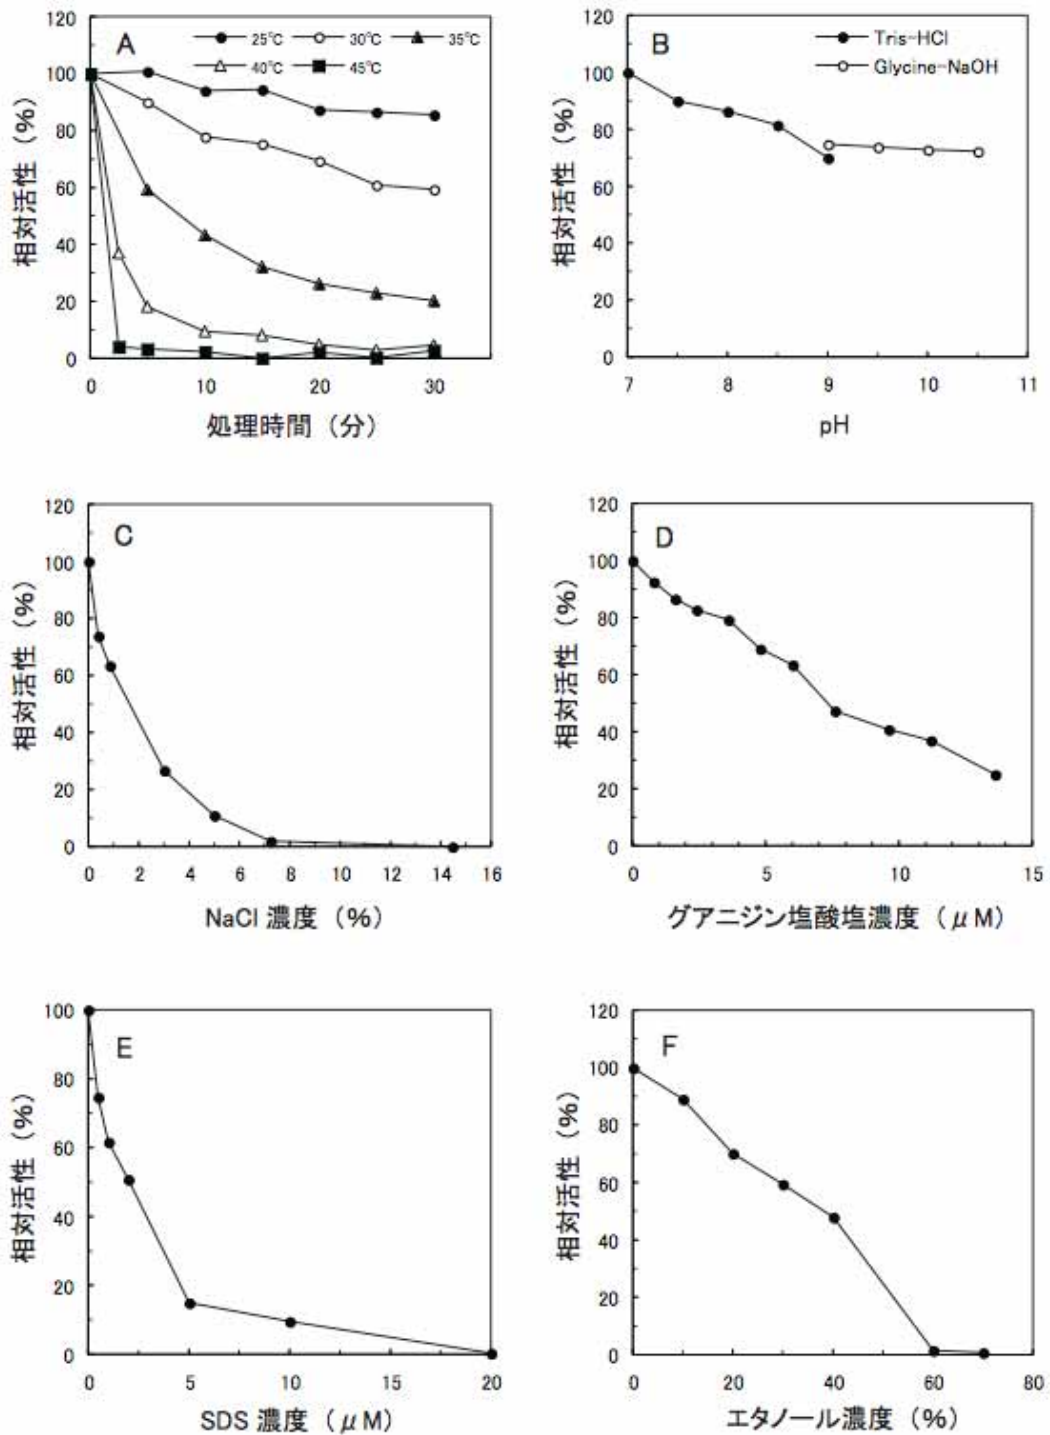 A
25℃ 30℃ 35℃
40℃ 45℃
120
100
80
60
40
20
0
相対活性（%）
0 10 20 30
処理時間（分）
B
Tris-HCl
Glycine-NaOH
120
100
80
60
40
20
0
相対活性（%）
7 8 9 10 11
pH
C
120
100
80
60
40
20
0
相対活性（%）
0 2 4 6 8 10 12 14 16
NaCl 濃度（%）
D
120
100
80
60
40
20
0
相対活性（%）
0 5 10 15
グアニジン塩酸塩濃度（μM）
E
100
80
60
40
20
0
相対活性（%）
0 5 10 15 20
SDS 濃度（μM）
F
120
100
80
60
40
20
0
相対活性（%）
0 20 40 60 80
エタノール濃度（%）